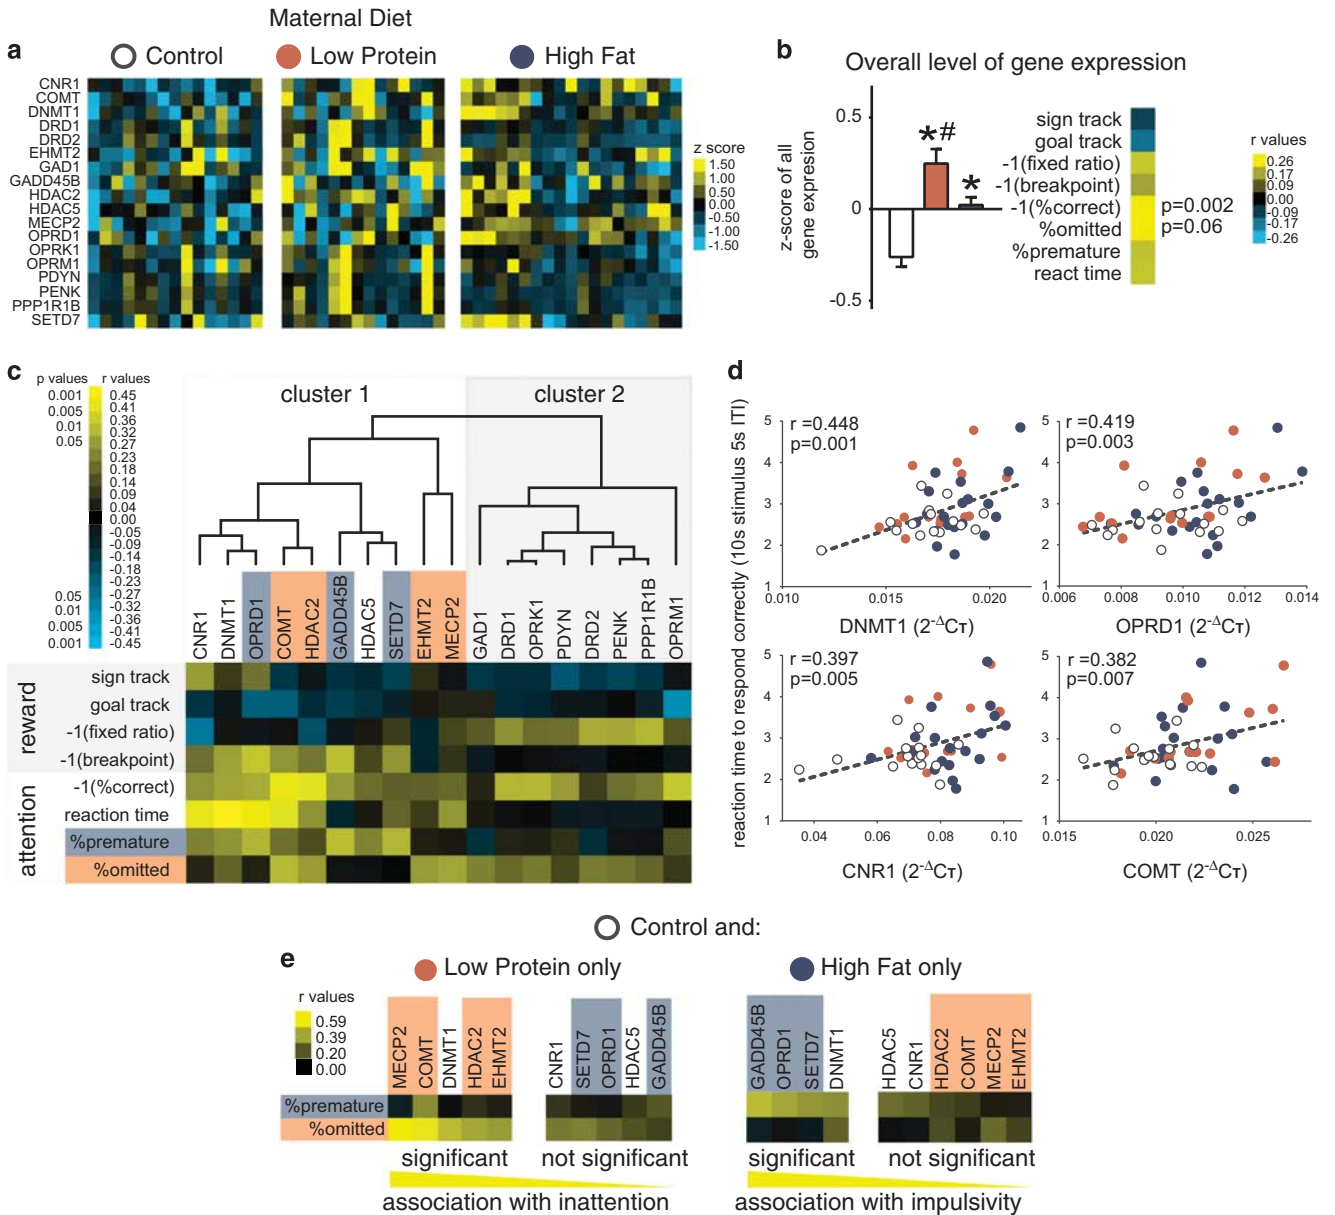 Maternal Diet
a
Control
Low Protein
High Fat
CNR1
COMT
DNMT1
DRD1
DRD2
EHMT2
GAD1
GADD45B
HDAC2
HDAC5
MECP2
OPRD1
OPRK1
OPRM1
PDYN
PENK
PPP1R1B
SETD7
z score
1.50
1.00
0.50
0.00
-0.50
-1.00
-1.50
b
Overall level of gene expression
z-score of all
gene expresion
0.5
0
-0.5
*#
*
sign track
goal track
-1(fixed ratio)
-1(breakpoint)
-1(%correct)
%omitted
%premature
react time
p=0.002
p=0.06
r values
0.26
0.17
0.09
0.00
-0.09
-0.17
-0.26
c
p values
r values
0.001
0.005
0.01
0.05
0.05
0.01
0.005
0.001
0.45
0.41
0.36
0.32
0.27
0.23
0.18
0.14
0.09
0.04
0.00
-0.05
-0.09
-0.14
-0.18
-0.23
-0.27
-0.32
-0.36
-0.41
-0.45
cluster 1
cluster 2
CNR1
DNMT1
OPRD1
COMT
HDAC2
GADD45B
HDAC5
SETD7
EHMT2
MECP2
GAD1
DRD1
OPRK1
PDYN
DRD2
PENK
PPP1R1B
OPRM1
reward
sign track
goal track
-1(fixed ratio)
-1(breakpoint)
attention
-1(%correct)
reaction time
%premature
%omitted
d
reaction time to respond correctly (10s stimulus 5s ITI)
r =0.448
p=0.001
5
4
3
2
1
0.010
0.015
0.020
DNMT1 (2-ΔCT)
r =0.419
p=0.003
5
4
3
2
1
0.006
0.008
0.010
0.012
0.014
OPRD1 (2-ΔCT)
r =0.397
p=0.005
5
4
3
2
1
0.04
0.06
0.08
0.10
CNR1 (2-ΔCT)
r =0.382
p=0.007
5
4
3
2
1
0.015
0.020
0.025
COMT (2-ΔCT)
Control and:
e
Low Protein only
High Fat only
r values
0.59
0.39
0.20
0.00
MECP2
COMT
DNMT1
HDAC2
EHMT2
CNR1
SETD7
OPRD1
HDAC5
GADD45B
GADD45B
OPRD1
SETD7
DNMT1
HDAC5
CNR1
HDAC2
COMT
MECP2
EHMT2
%premature
%omitted
significant
not significant
significant
not significant
association with inattention
association with impulsivity